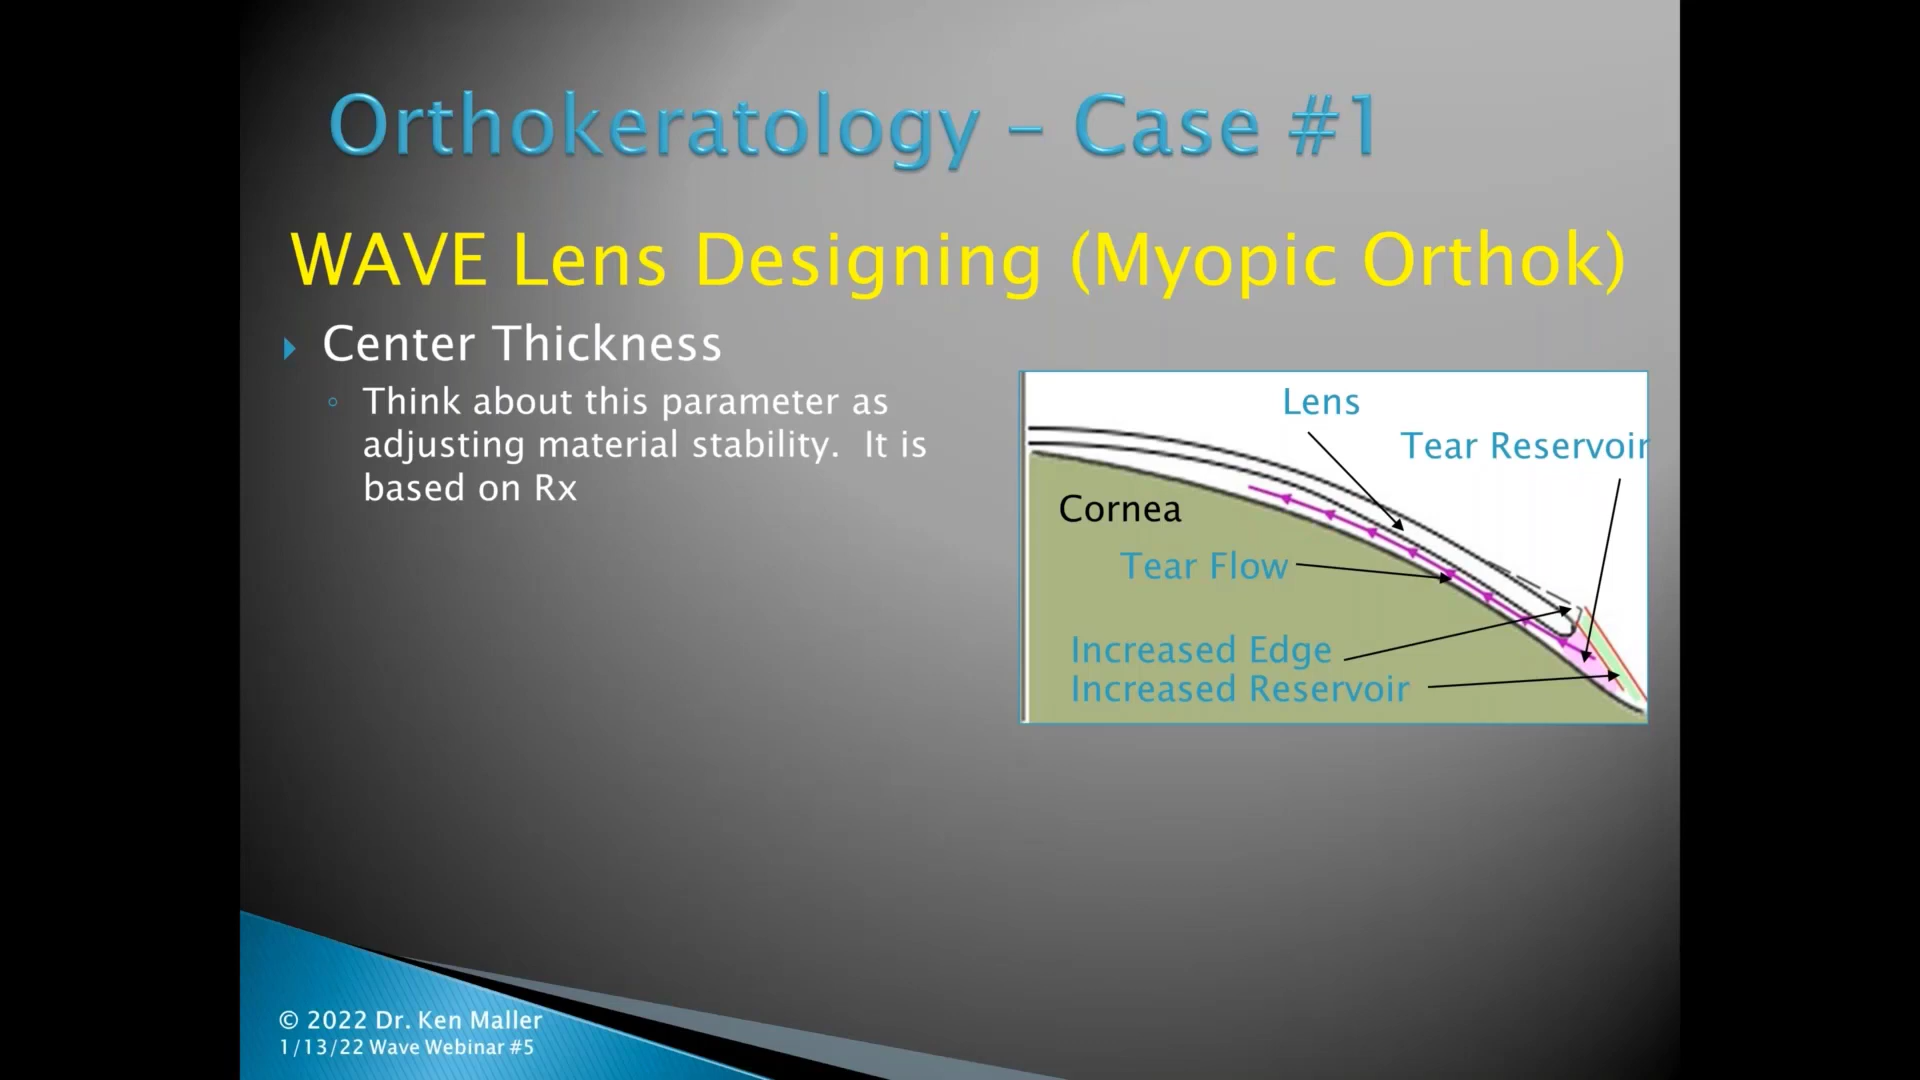 Orthokeratology – Case #1
WAVE Lens Designing (Myopic Orthok)
Center Thickness
Think about this parameter as
adjusting material stability.  It is
based on Rx
Lens
Tear Reservoir
Cornea
Tear Flow
Increased Edge
Increased Reservoir
© 2022 Dr. Ken Maller
1/13/22 Wave Webinar #5